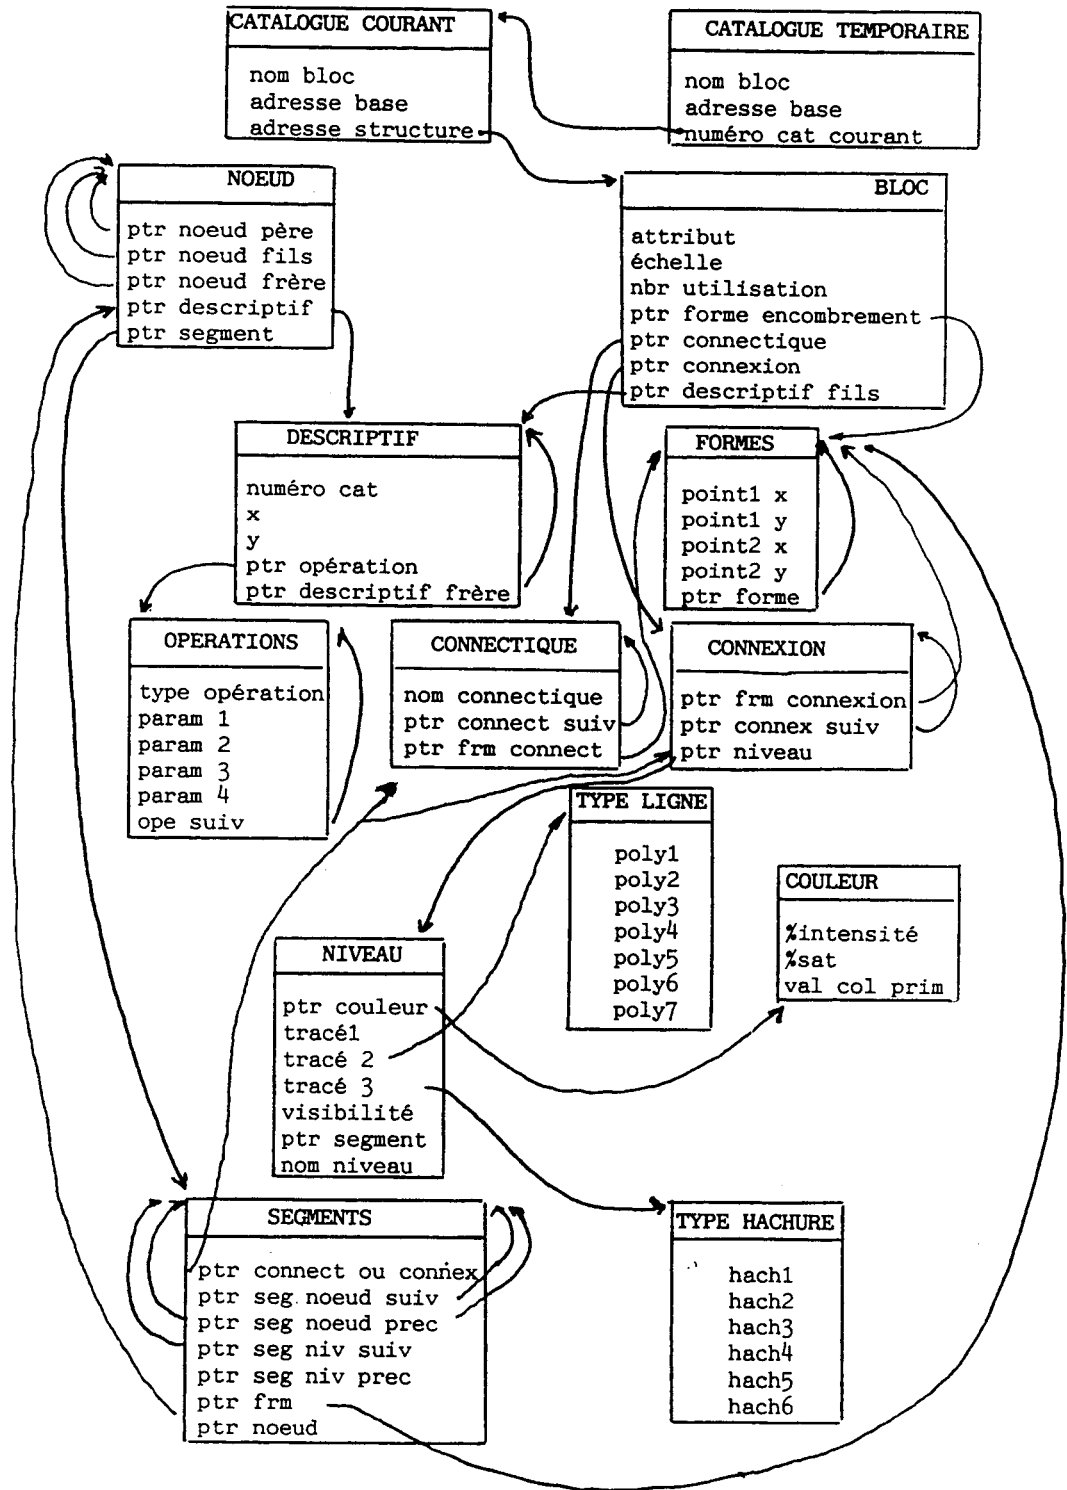 CATALOGUE COURANT
nom bloc
adresse base
adresse structure
CATALOGUE TEMPORAIRE
nom bloc
adresse base
numéro cat courant
NOEUD
ptr noeud père
ptr noeud fils
ptr noeud frère
ptr descriptif
ptr segment
BLOC
attribut
échelle
nbr utilisation
ptr forme encombrement
ptr connectique
ptr connexion
ptr descriptif fils
DESCRIPTIF
numéro cat
x
y
ptr opération
ptr descriptif frère
FORMES
point1 x
point1 y
point2 x
point2 y
ptr forme
OPERATIONS
type opération
param 1
param 2
param 3
param 4
ope suiv
CONNECTIQUE
nom connectique
ptr connect suiv
ptr frm connect
CONNEXION
ptr frm connexion
ptr connex suiv
ptr niveau
TYPE LIGNE
poly1
poly2
poly3
poly4
poly5
poly6
poly7
COULEUR
%intensité
%sat
val col prim
NIVEAU
ptr couleur
tracé1
tracé 2
tracé 3
visibilité
ptr segment
nom niveau
SEGMENTS
ptr connect ou connex
ptr seg noeud suiv
ptr seg noeud prec
ptr seg niv suiv
ptr seg niv prec
ptr frm
ptr noeud
TYPE HACHURE
hach1
hach2
hach3
hach4
hach5
hach6